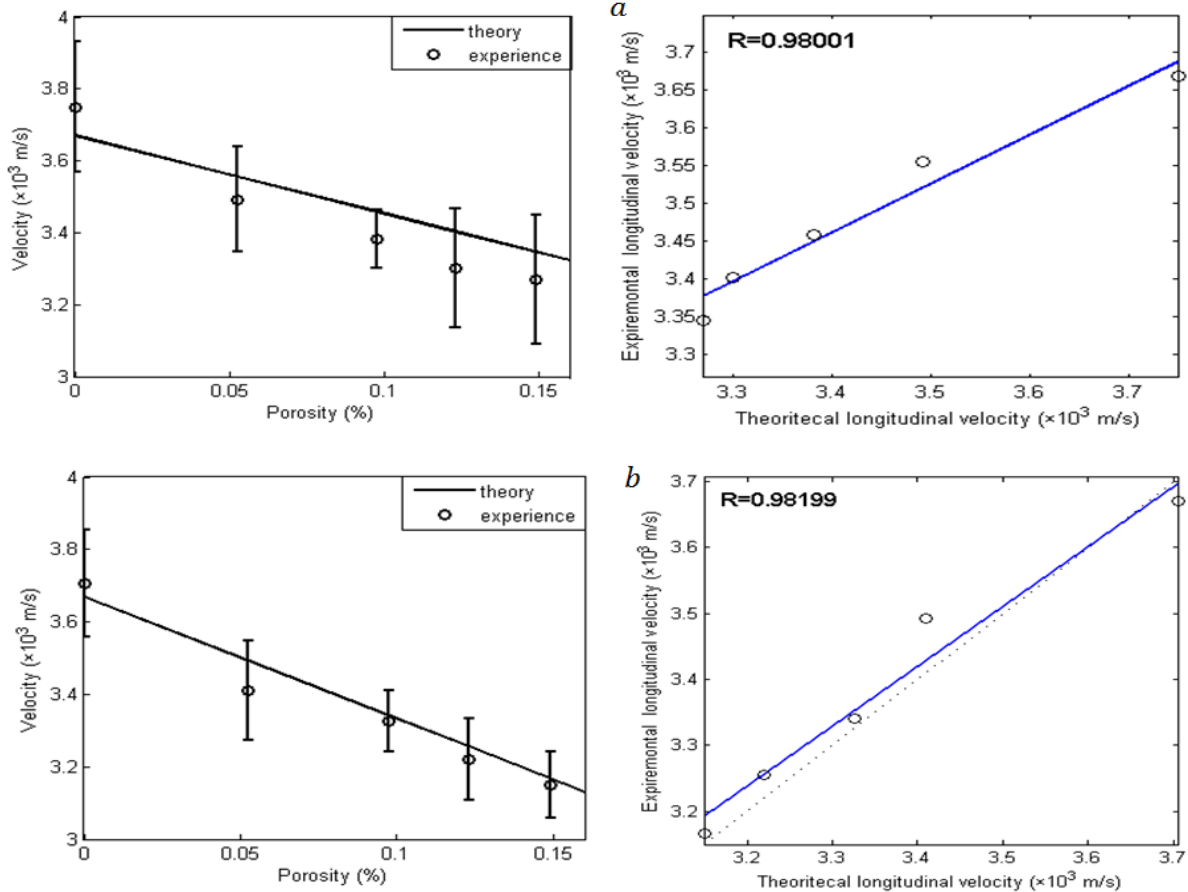 a
4
3.8
3.6
3.4
3.2
3
0
0.05
0.1
0.15
Velocity (×10³ m/s)
Porosity (%)
theory
experience
R=0.98001
3.7
3.65
3.6
3.55
3.5
3.45
3.4
3.35
3.3
3.3
3.5
3.7
Expiremontal longitudinal velocity (×10³ m/s)
Theoritecal longitudinal velocity (×10³ m/s)
b
4
3.8
3.6
3.4
3.2
3
0
0.05
0.1
0.15
Velocity (×10³ m/s)
Porosity (%)
theory
experience
R=0.98199
3.7
3.6
3.5
3.4
3.3
3.2
3.2
3.3
3.4
3.5
3.6
3.7
Expiremontal longitudinal velocity (×10³ m/s)
Theoritecal longitudinal velocity (×10³ m/s)